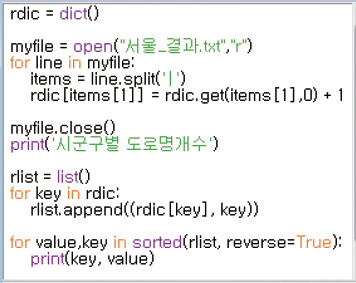 rdic = dict()
myfile = open("서울_결과.txt","r")
for line in myfile:
items = line.split('|')
rdic[items[1]] = rdic.get(items[1],0) + 1
myfile.close()
print('시군구별 도로명개수')
rlist = list()
for key in rdic:
rlist.append((rdic[key], key))
for value,key in sorted(rlist, reverse=True):
print(key, value)